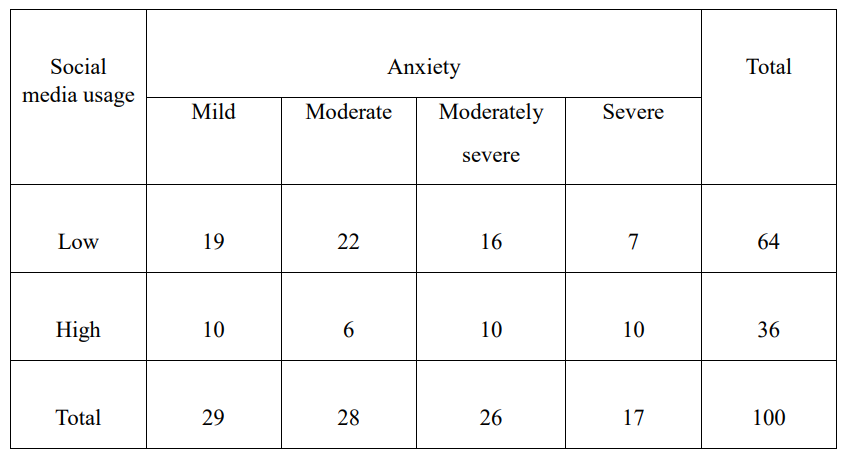 Social
media usage
Anxiety
Total
Mild
Moderate
Moderately
severe
Severe
Low 19 22 16 7 64
High 10 6 10 10 36
Total 29 28 26 17 100